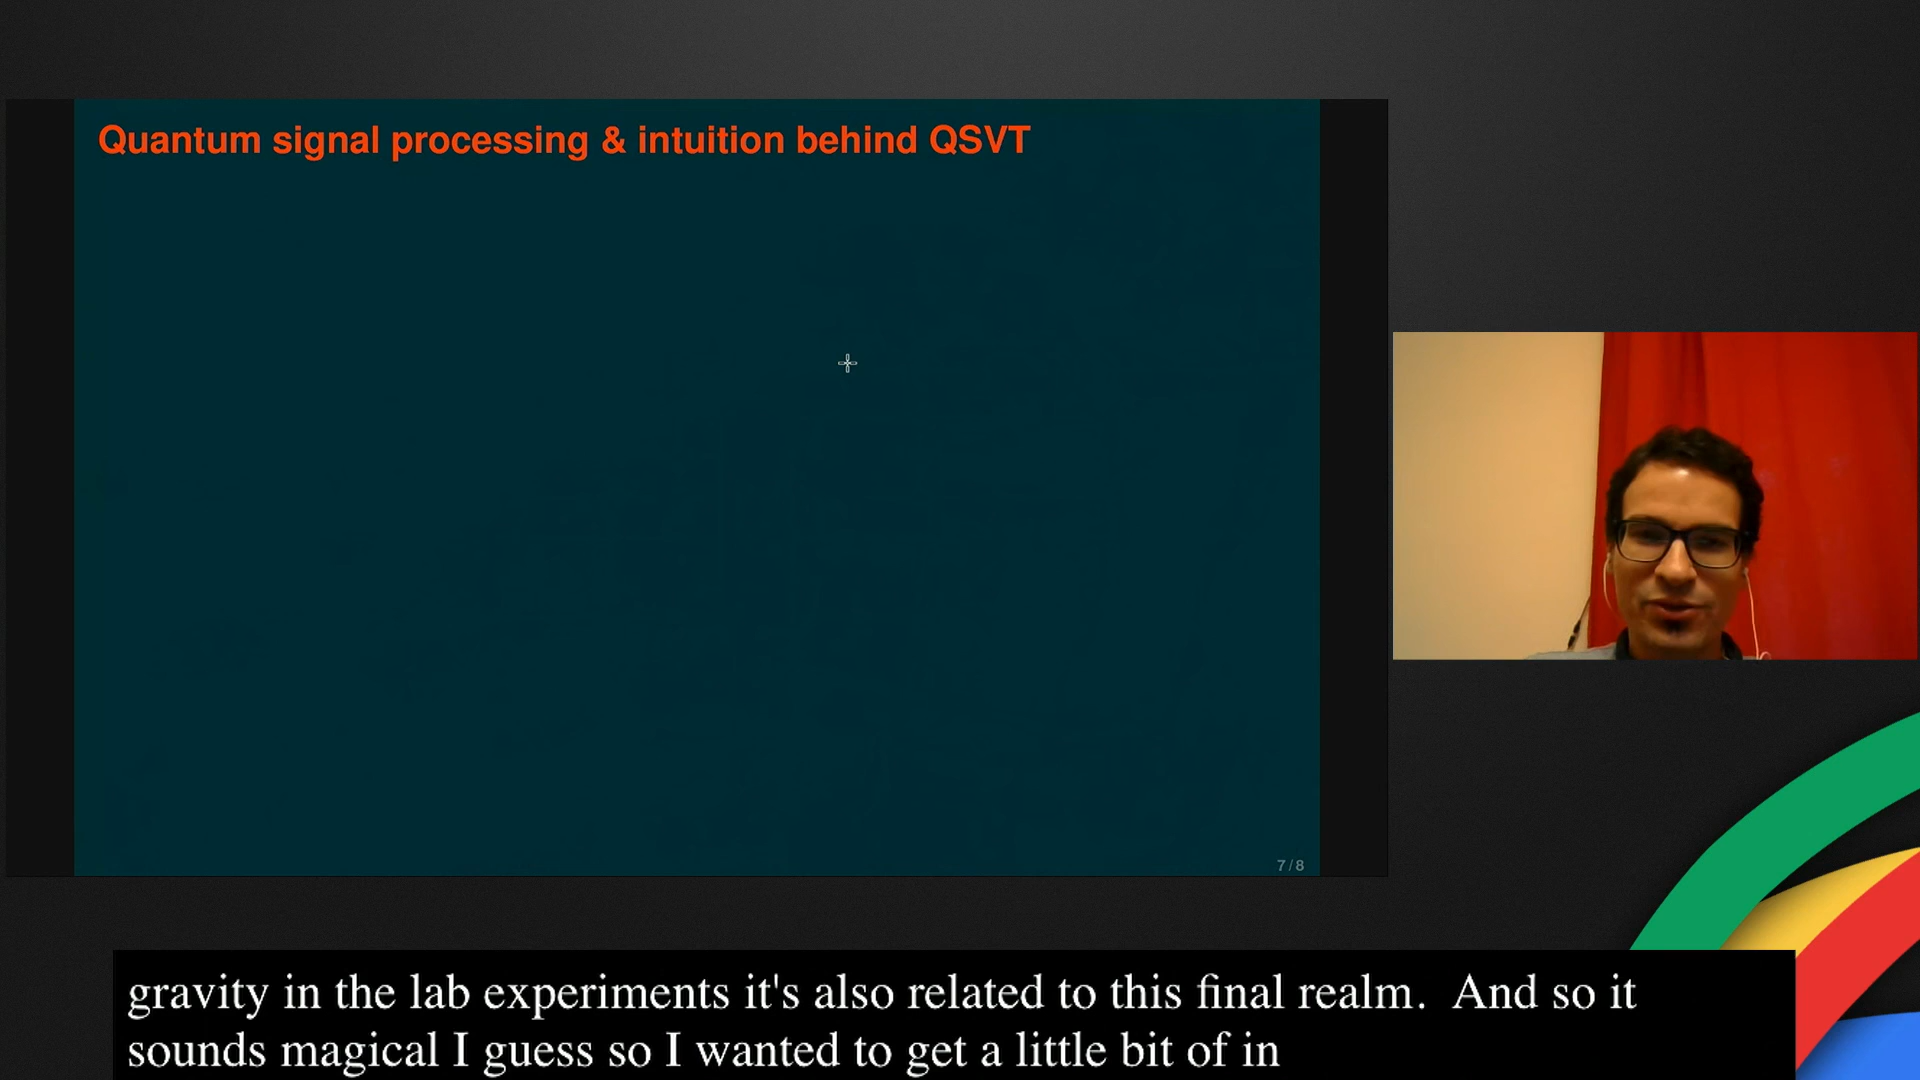 Quantum signal processing & intuition behind QSVT
7 / 8
gravity in the lab experiments it's also related to this final realm.  And so it
sounds magical I guess so I wanted to get a little bit of in